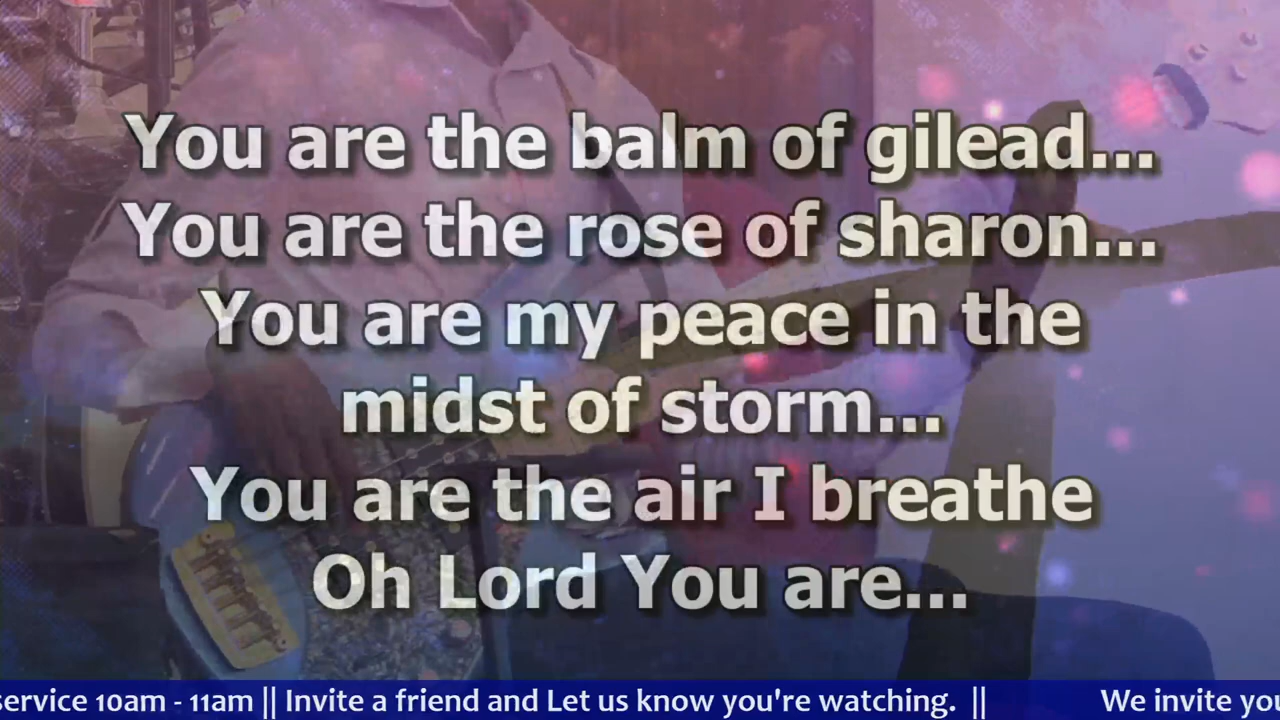 You are the balm of gilead...
You are the rose of sharon...
You are my peace in the
midst of storm...
You are the air I breathe
Oh Lord You are...
service 10am - 11am || Invite a friend and Let us know you're watching. || We invite you